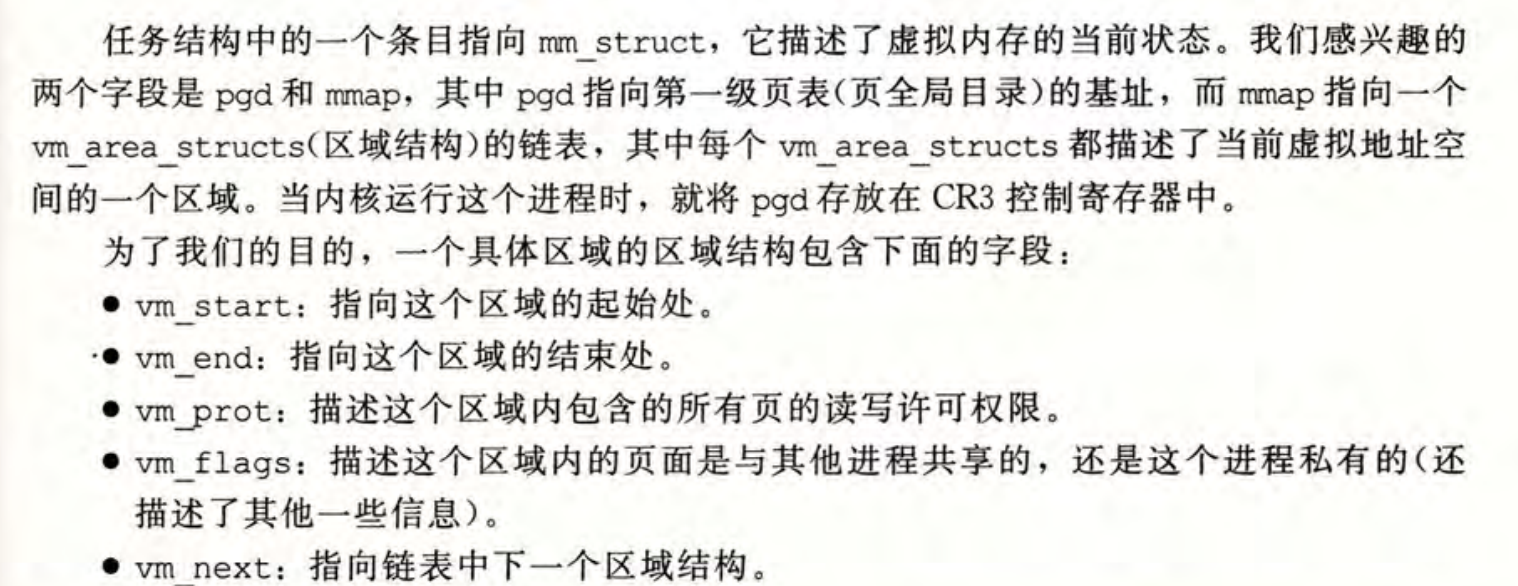 任务结构中的一个条目指向 mm_struct，它描述了虚拟内存的当前状态。我们感兴趣的
两个字段是 pgd 和 mmap，其中 pgd 指向第一级页表(页全局目录)的基址，而 mmap 指向一个
vm_area_structs(区域结构)的链表，其中每个 vm_area_structs 都描述了当前虚拟地址空
间的一个区域。当内核运行这个进程时，就将 pgd 存放在 CR3 控制寄存器中。
为了我们的目的，一个具体区域的区域结构包含下面的字段：
● vm_start：指向这个区域的起始处。
● vm_end：指向这个区域的结束处。
● vm_prot：描述这个区域内包含的所有页的读写许可权限。
● vm_flags：描述这个区域内的页面是与其他进程共享的，还是这个进程私有的(还
描述了其他一些信息)。
● vm_next：指向链表中下一个区域结构。